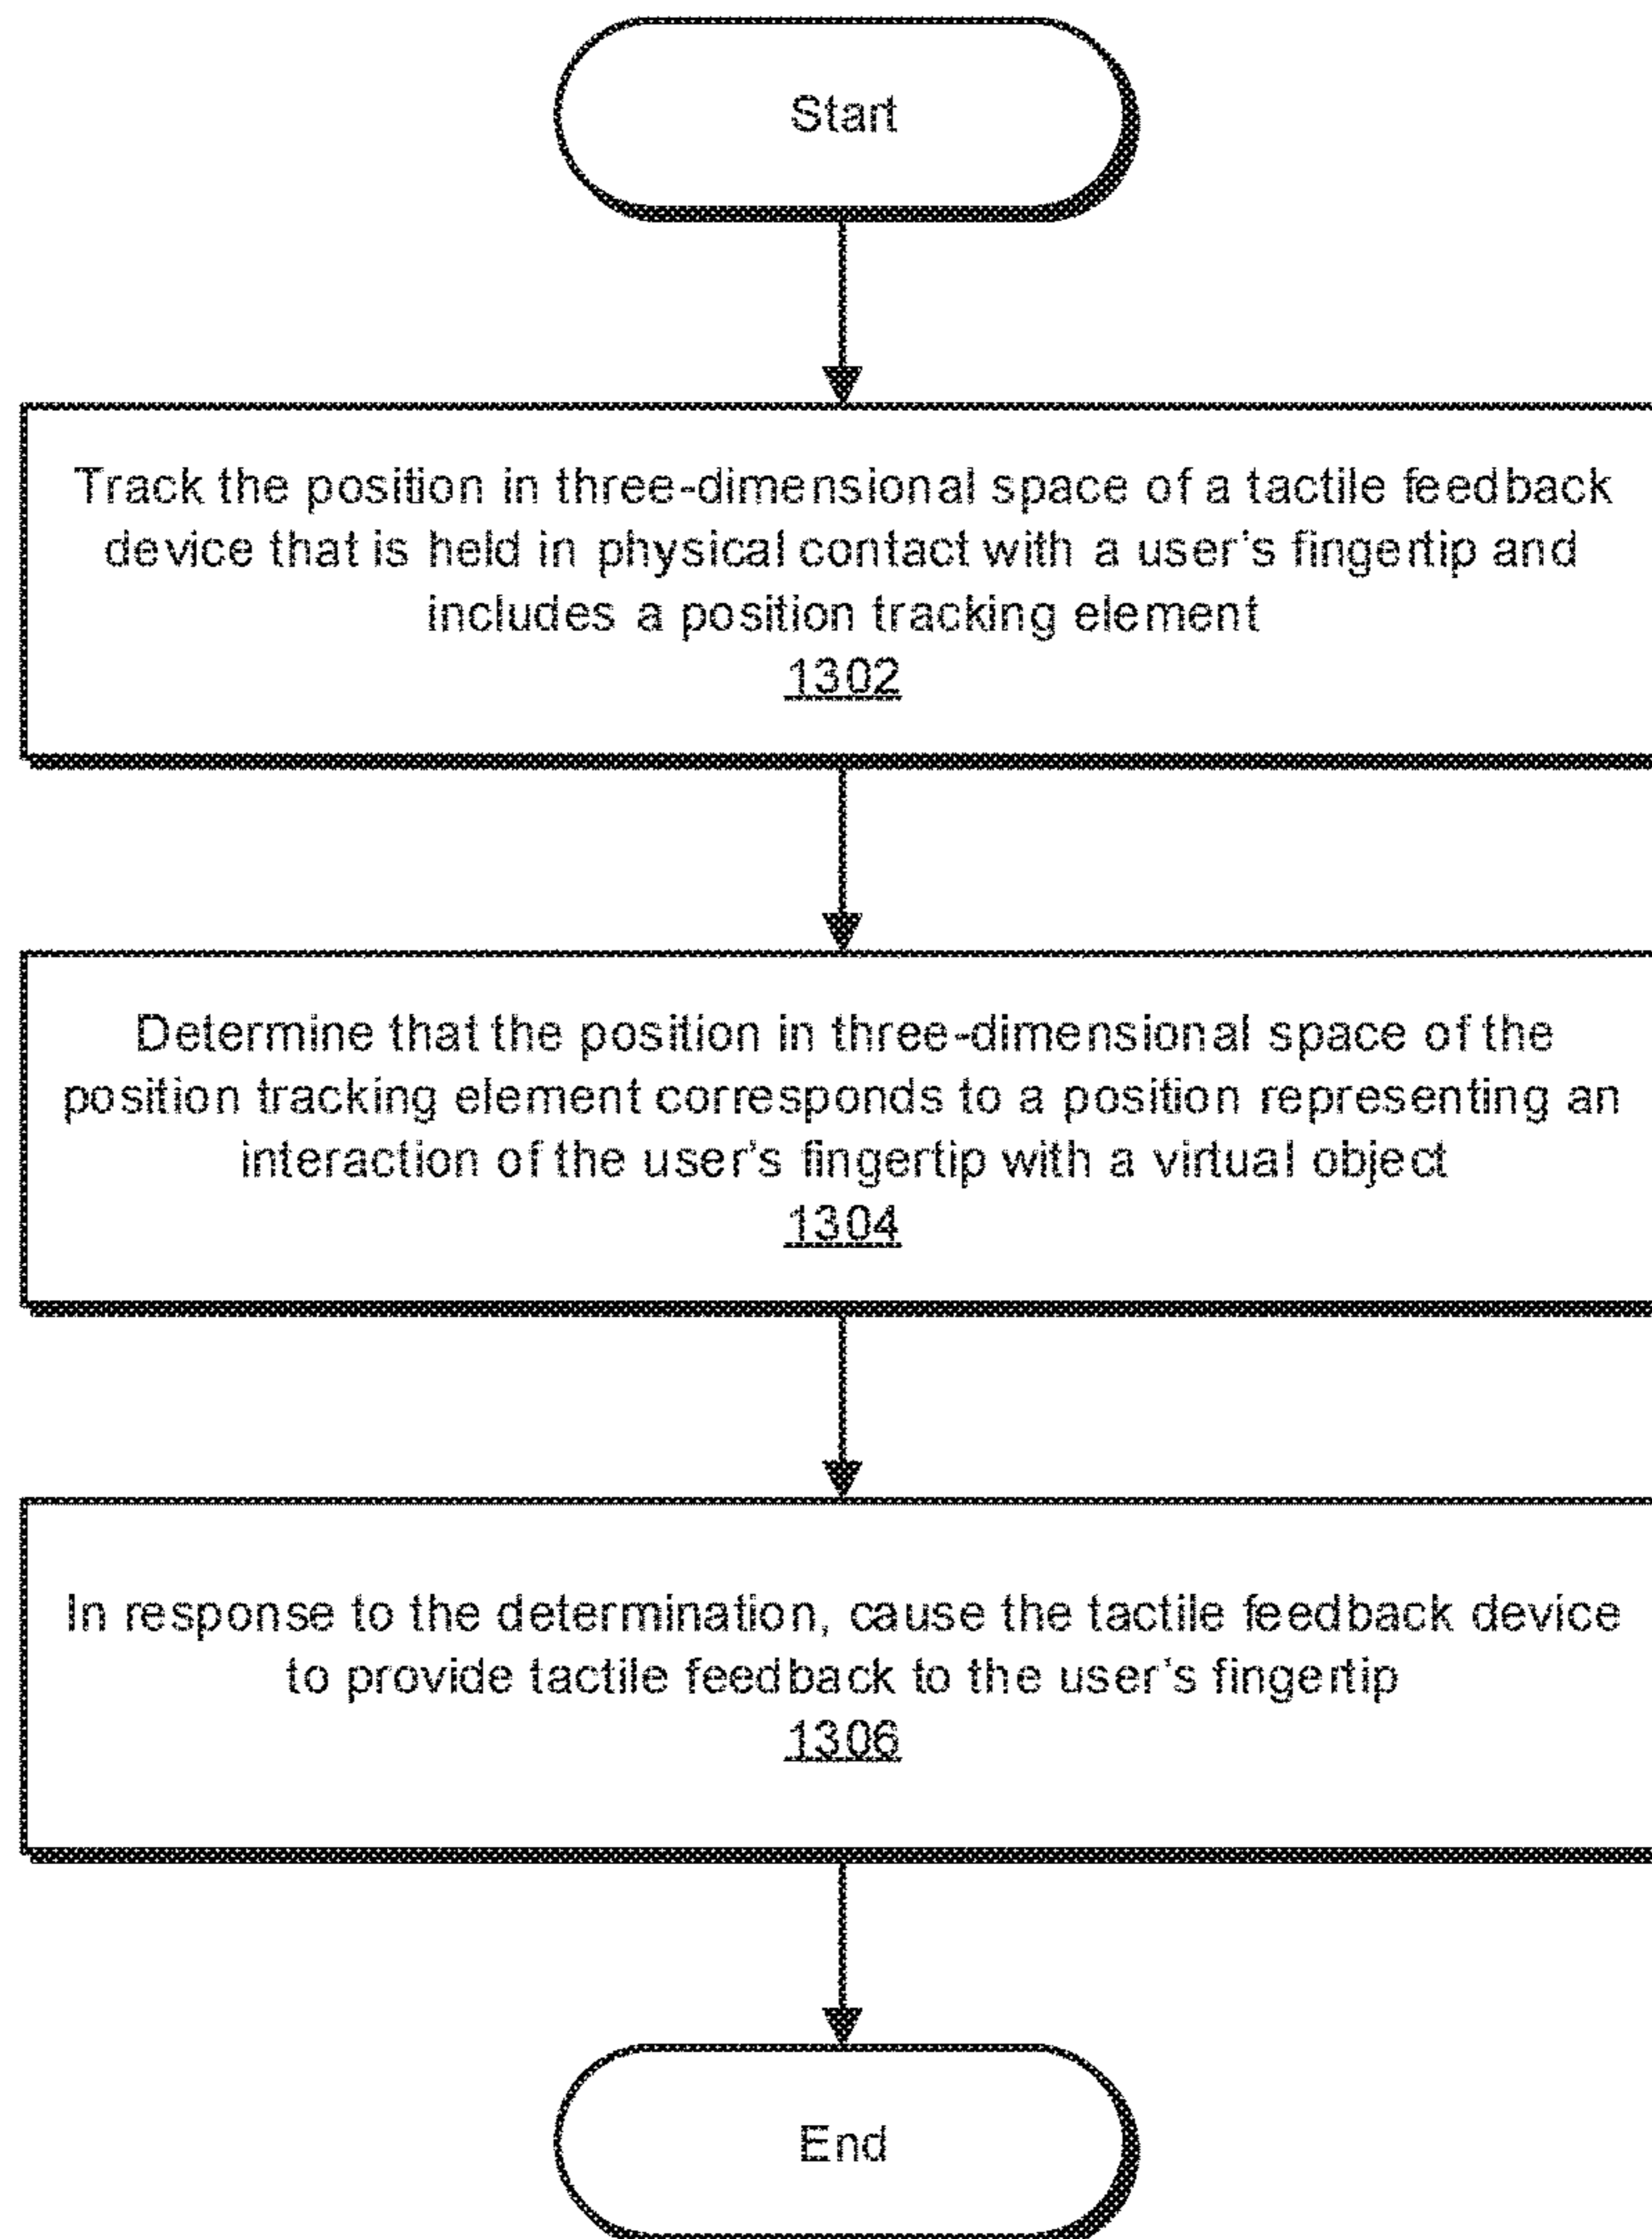 Start
Track the position in three-dimensional space of a tactile feedback
device that is held in physical contact with a user's fingertip and
includes a position tracking element
1302
Determine that the position in three-dimensional space of the
position tracking element corresponds to a position representing an
interaction of the user's fingertip with a virtual object
1304
In response to the determination, cause the tactile feedback device
to provide tactile feedback to the user's fingertip
1306
End